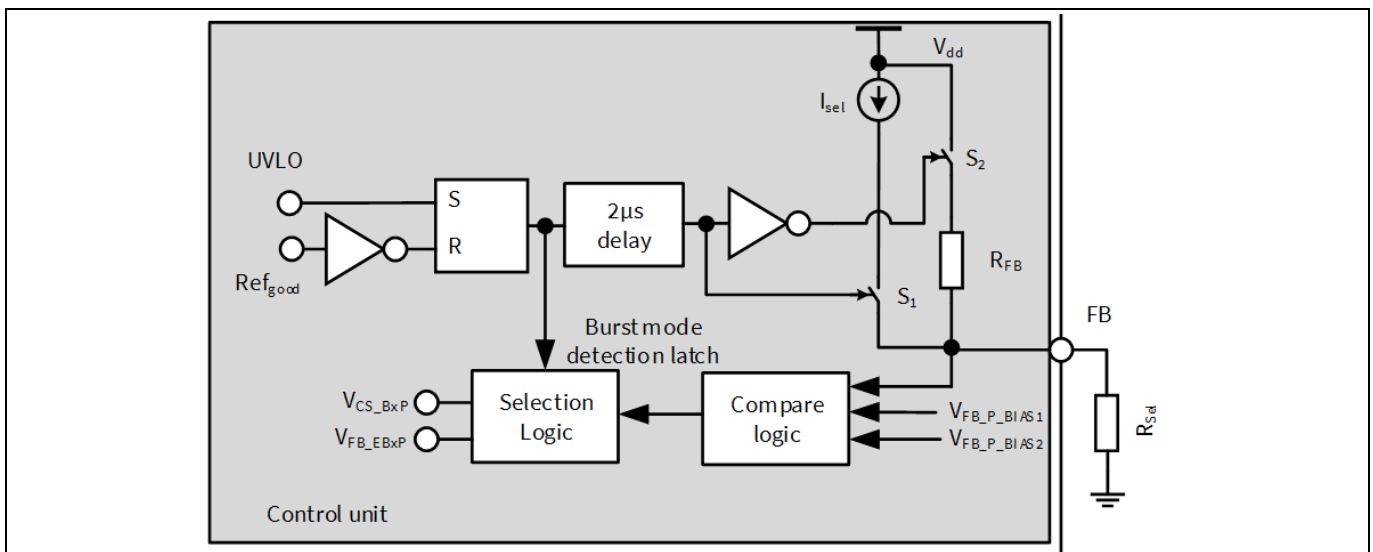 V_dd
I_sel
UVLO
S_2
S
2µs
delay
R
R_FB
Ref_good
S_1
FB
Burst mode
detection latch
V_CS_BxP
Selection
Logic
Compare
logic
V_FB_P_BIAS1
V_FB_EBxP
V_FB_P_BIAS2
R_Sel
Control unit